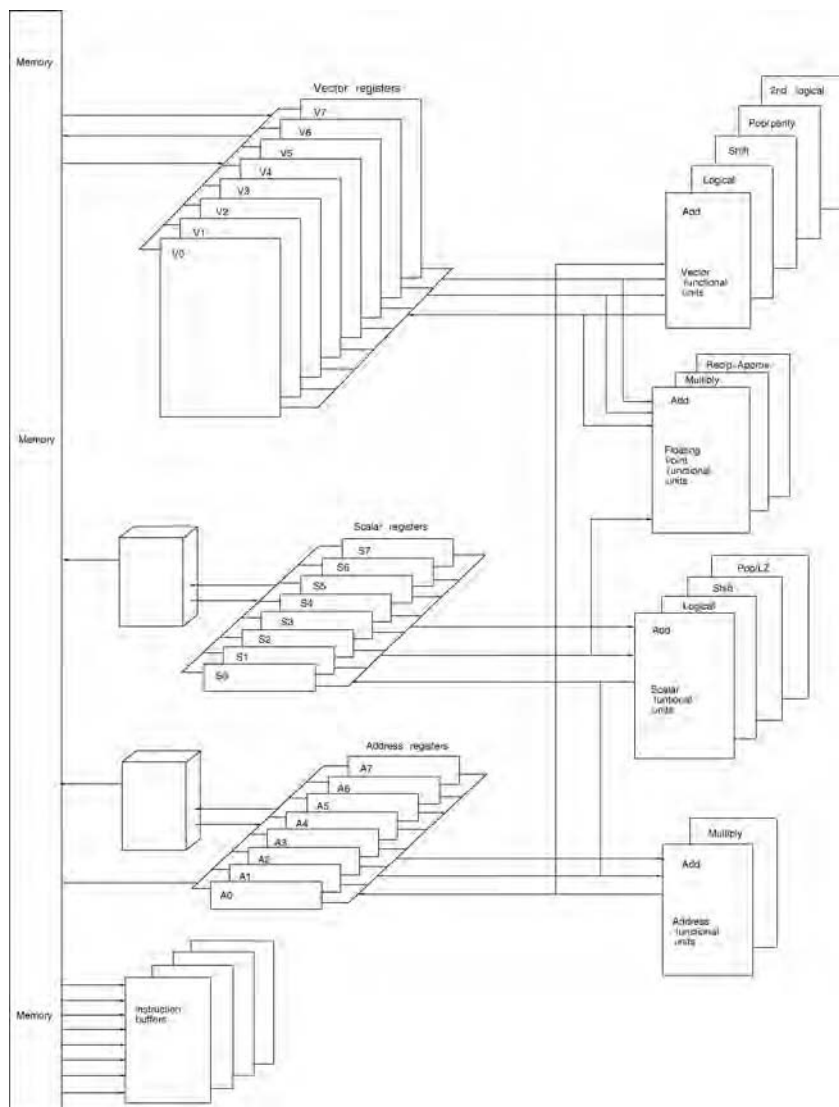 Memory
Vector registers
V7
V6
V5
V4
V3
V2
V1
V0
2nd logical
Pop/parity
Shift
Logical
Add
Vector
functional
units
Recip-Approx
Multiply
Add
Floating
Point
functional
units
Memory
Scalar registers
S7
S6
S5
S4
S3
S2
S1
S0
Pop/LZ
Shift
Logical
Add
Scalar
funtional
units
Address registers
A7
A6
A5
A4
A3
A2
A1
A0
Multiply
Add
Address
functional
units
Memory
Instruction
buffers